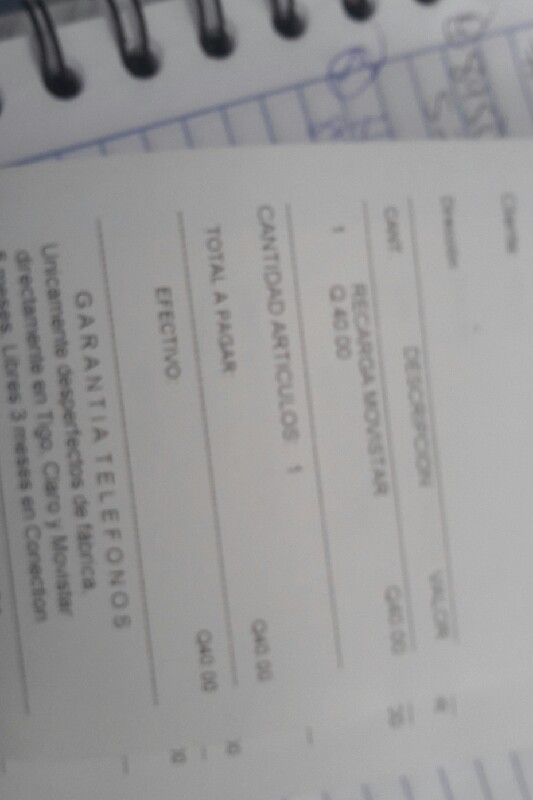 Cliente:
Dirección
CANT DESCRIPCION VALOR
1 RECARGA MOVISTAR Q40.00
Q 40.00
CANTIDAD ARTICULOS: 1
Q40.00
TOTAL A PAGAR
Q40.00
EFECTIVO:
G A R A N T I A T E L E F O N O S
Unicamente desperfectos de fábrica.
directamente en Tigo, Claro y Movistar
6 meses. Libres 3 meses en Conection